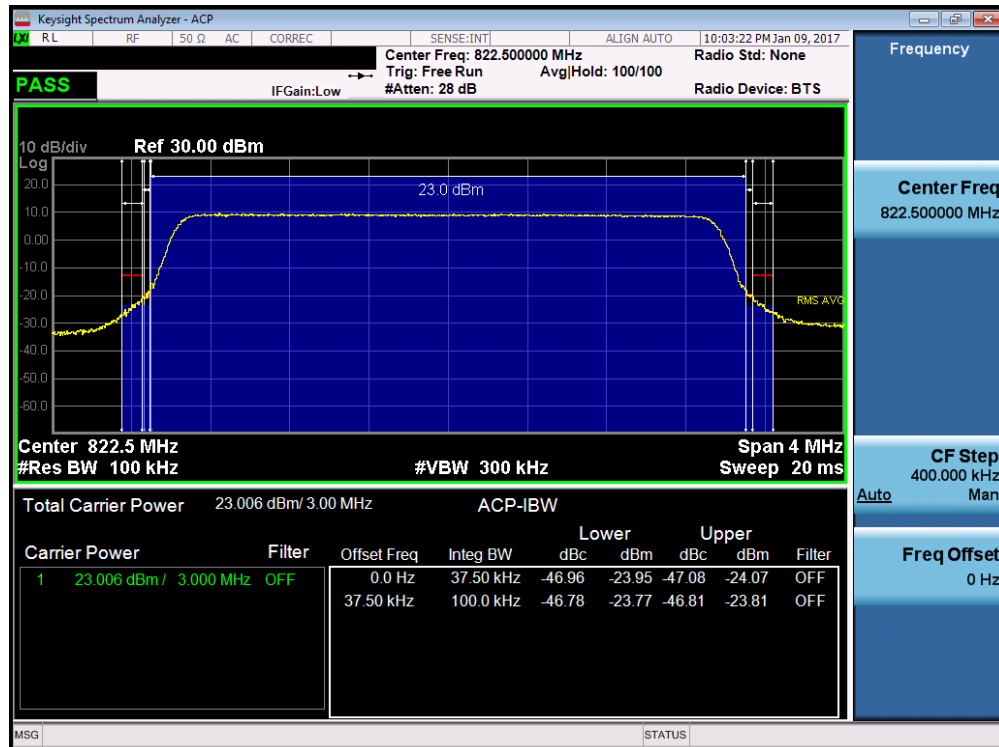 Keysight Spectrum Analyzer - ACP
LXI RL RF 50 Ω AC CORREC SENSE:INT ALIGN AUTO 10:03:22 PM Jan 09, 2017
Center Freq: 822.500000 MHz Radio Std: None
Trig: Free Run Avg|Hold: 100/100
PASS IFGain:Low #Atten: 28 dB Radio Device: BTS
10 dB/div Ref 30.00 dBm
Log
20.0
10.0
0.00
-10.0
-20.0
-30.0
-40.0
-50.0
-60.0
23.0 dBm
RMS AVG
Center 822.5 MHz Span 4 MHz
#Res BW 100 kHz #VBW 300 kHz Sweep 20 ms
Total Carrier Power 23.006 dBm/ 3.00 MHz ACP-IBW
Lower Upper
Carrier Power Filter Offset Freq Integ BW dBc dBm dBc dBm Filter
1 23.006 dBm / 3.000 MHz OFF 0.0 Hz 37.50 kHz -46.96 -23.95 -47.08 -24.07 OFF
37.50 kHz 100.0 kHz -46.78 -23.77 -46.81 -23.81 OFF
MSG STATUS
Frequency
Center Freq
822.500000 MHz
CF Step
400.000 kHz
Auto Man
Freq Offset
0 Hz